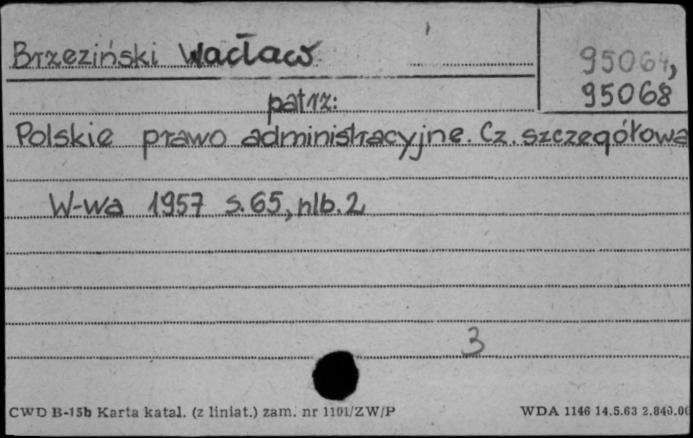 Brzeziński Wacław
95064,
95068
patrz:
Polskie prawo administracyjne. Cz. szczegółowa
W-wa 1957 s.65, nlb. 2
3
CWD B-15b Karta katal. (z liniat.) zam. nr 1101/ZW/P
WDA 1146 14.5.63 2.840.00